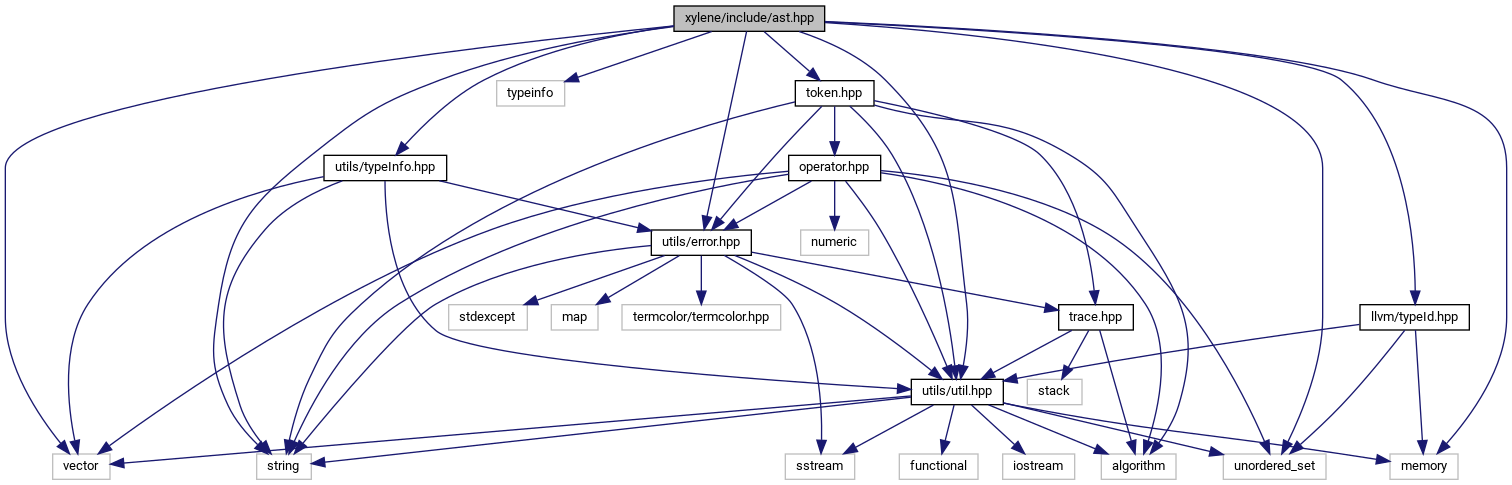 xylene/include/ast.hpp
typeinfo
token.hpp
utils/typeInfo.hpp
operator.hpp
utils/error.hpp
numeric
stdexcept
map
termcolor/termcolor.hpp
trace.hpp
llvm/typeId.hpp
utils/util.hpp
stack
vector
string
sstream
functional
iostream
algorithm
unordered_set
memory